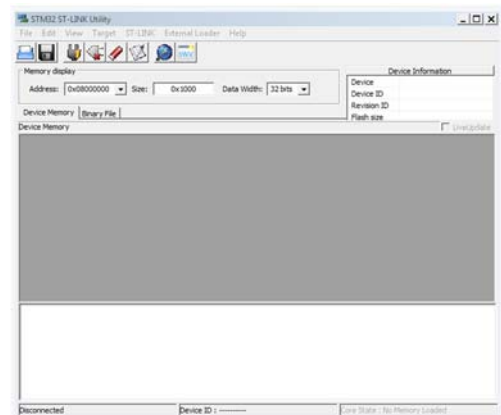 STM32 ST-LINK Utility
File Edit View Target ST-LINK External Loader Help
Memory display
Address: 0x08000000 Size: 0x1000 Data Width: 32 bits
Device Information
Device
Device ID
Revision ID
Flash size
Device Memory Binary File
Device Memory LiveUpdate
Disconnected Device ID : ---------- Core State : No Memory Loaded